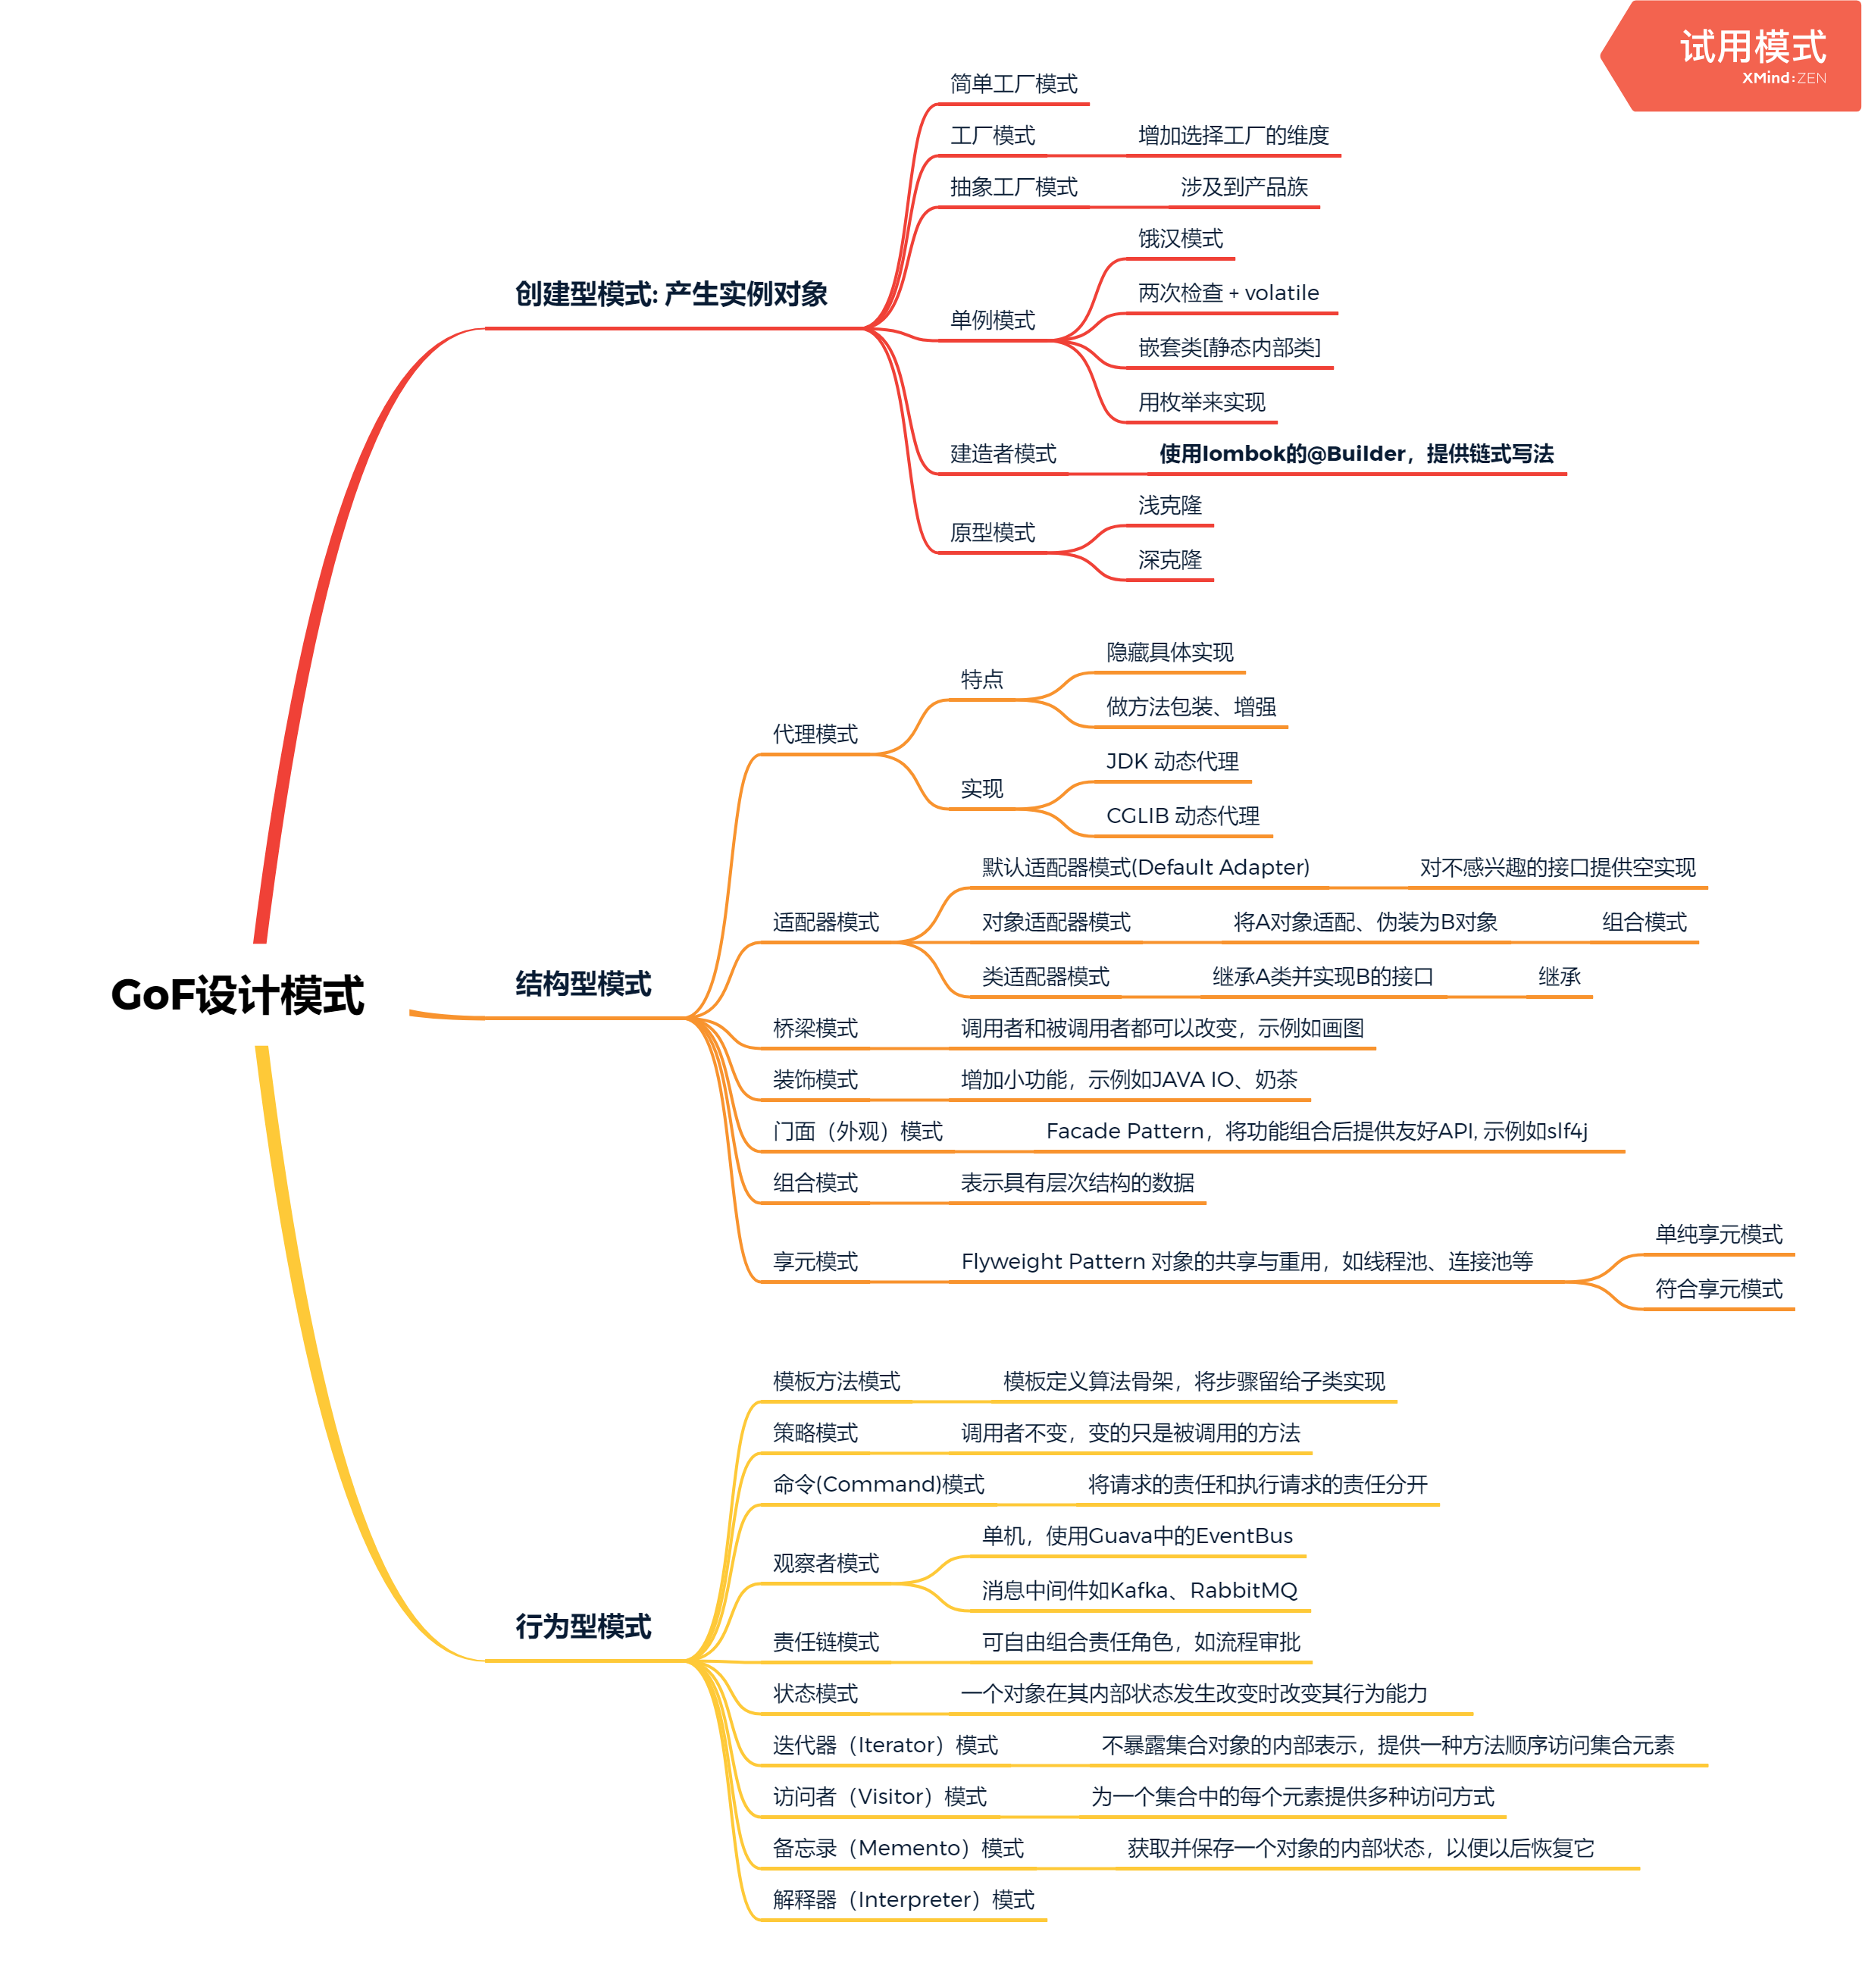 试用模式
XMind:ZEN
GoF设计模式
创建型模式: 产生实例对象
简单工厂模式
工厂模式
增加选择工厂的维度
抽象工厂模式
涉及到产品族
单例模式
饿汉模式
两次检查 + volatile
嵌套类[静态内部类]
用枚举来实现
建造者模式
使用lombok的@Builder，提供链式写法
原型模式
浅克隆
深克隆
结构型模式
代理模式
特点
隐藏具体实现
做方法包装、增强
实现
JDK 动态代理
CGLIB 动态代理
适配器模式
默认适配器模式(Default Adapter)
对不感兴趣的接口提供空实现
对象适配器模式
将A对象适配、伪装为B对象
组合模式
类适配器模式
继承A类并实现B的接口
继承
桥梁模式
调用者和被调用者都可以改变，示例如画图
装饰模式
增加小功能，示例如JAVA IO、奶茶
门面（外观）模式
Facade Pattern，将功能组合后提供友好API, 示例如slf4j
组合模式
表示具有层次结构的数据
享元模式
Flyweight Pattern 对象的共享与重用，如线程池、连接池等
单纯享元模式
符合享元模式
行为型模式
模板方法模式
模板定义算法骨架，将步骤留给子类实现
策略模式
调用者不变，变的只是被调用的方法
命令(Command)模式
将请求的责任和执行请求的责任分开
观察者模式
单机，使用Guava中的EventBus
消息中间件如Kafka、RabbitMQ
责任链模式
可自由组合责任角色，如流程审批
状态模式
一个对象在其内部状态发生改变时改变其行为能力
迭代器（Iterator）模式
不暴露集合对象的内部表示，提供一种方法顺序访问集合元素
访问者（Visitor）模式
为一个集合中的每个元素提供多种访问方式
备忘录（Memento）模式
获取并保存一个对象的内部状态，以便以后恢复它
解释器（Interpreter）模式